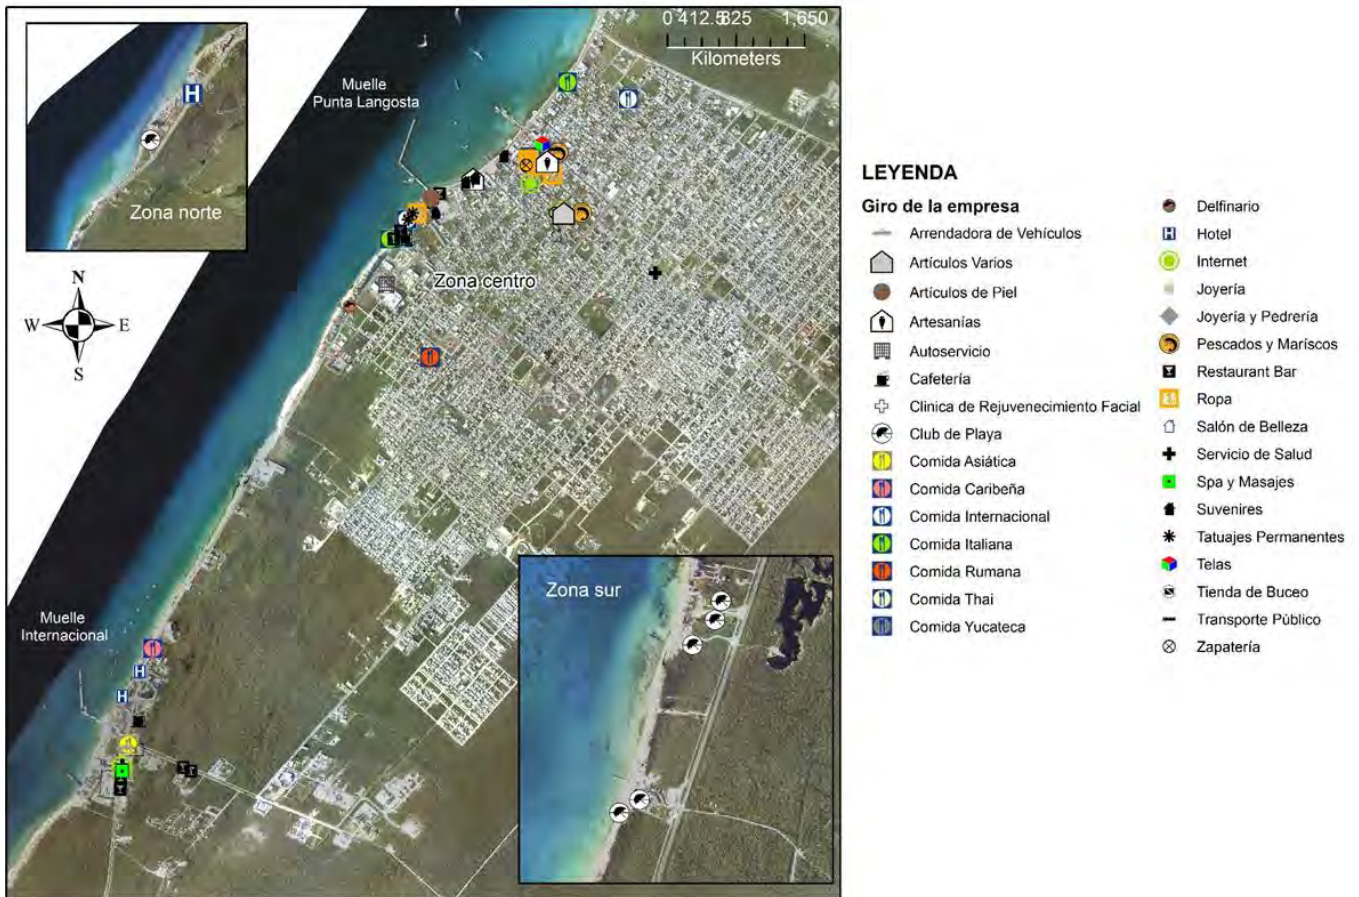 0 412.5825 1,650
Kilometers
Muelle
Punta Langosta
H
Zona norte
N
W E
S
Zona centro
Zona sur
Muelle
Internacional
H
H
LEYENDA
Giro de la empresa
Arrendadora de Vehículos
Artículos Varios
Artículos de Piel
Artesanías
Autoservicio
Cafetería
Clinica de Rejuvenecimiento Facial
Club de Playa
Comida Asiática
Comida Caribeña
Comida Internacional
Comida Italiana
Comida Rumana
Comida Thai
Comida Yucateca
Delfinario
H Hotel
Internet
Joyería
Joyería y Pedrería
Pescados y Mariscos
Restaurant Bar
Ropa
Salón de Belleza
Servicio de Salud
Spa y Masajes
Suvenires
Tatuajes Permanentes
Telas
Tienda de Buceo
Transporte Público
Zapatería